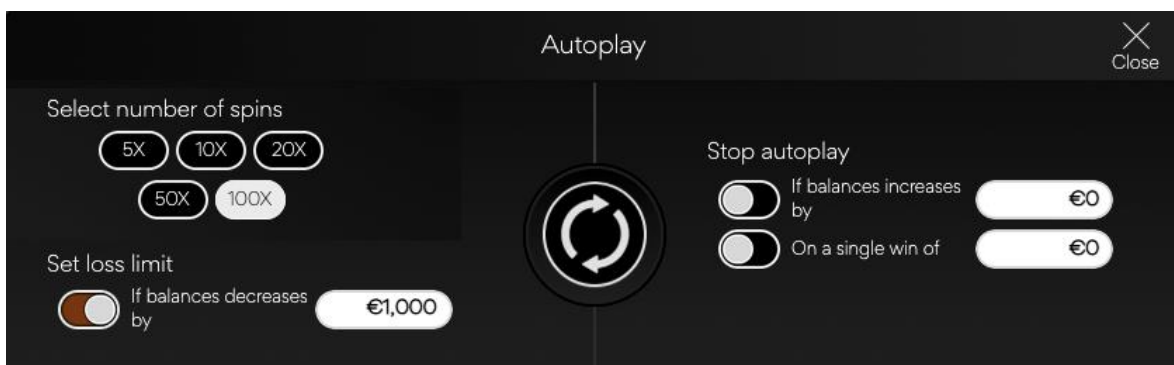 Autoplay
Close
Select number of spins
5X 10X 20X
50X 100X
Set loss limit
If balances decreases
by
€1,000
Stop autoplay
If balances increases
by
€0
On a single win of
€0